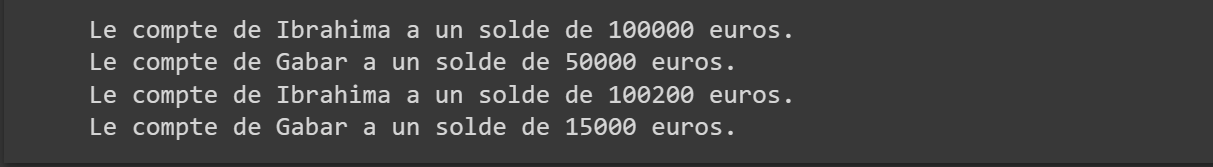 Le compte de Ibrahima a un solde de 100000 euros.
Le compte de Gabar a un solde de 50000 euros.
Le compte de Ibrahima a un solde de 100200 euros.
Le compte de Gabar a un solde de 15000 euros.